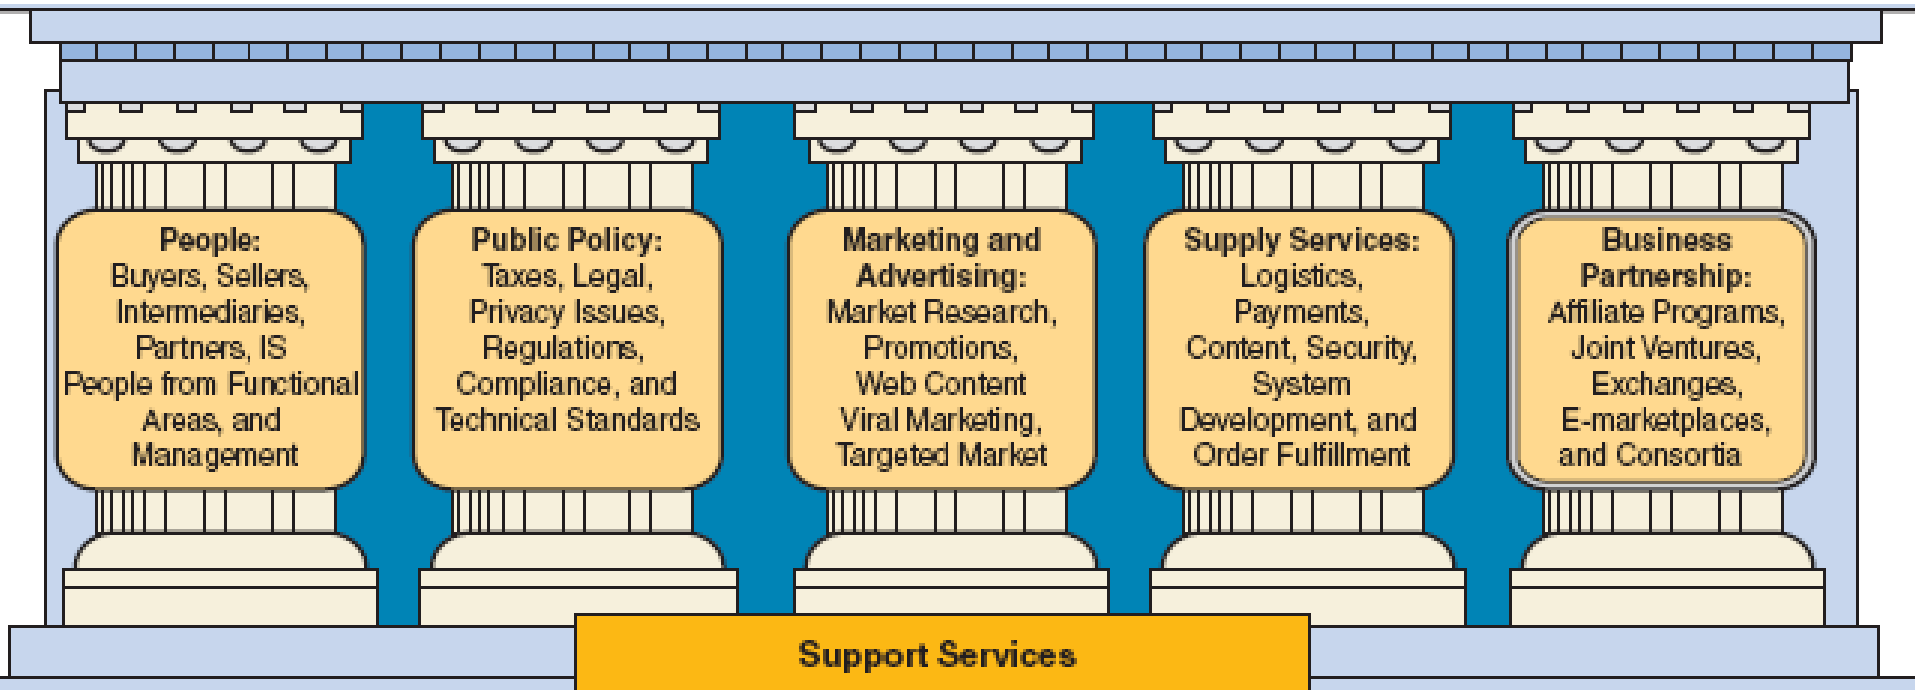 People:
Buyers, Sellers,
Intermediaries,
Partners, IS
People from Functional
Areas, and
Management
Public Policy:
Taxes, Legal,
Privacy Issues,
Regulations,
Compliance, and
Technical Standards
Marketing and
Advertising:
Market Research,
Promotions,
Web Content
Viral Marketing,
Targeted Market
Supply Services:
Logistics,
Payments,
Content, Security,
System
Development, and
Order Fulfillment
Business
Partnership:
Affiliate Programs,
Joint Ventures,
Exchanges,
E-marketplaces,
and Consortia
Support Services